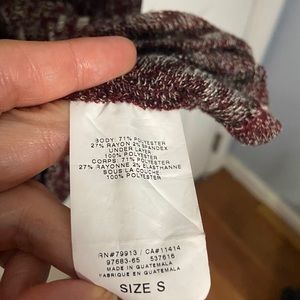 BODY: 71% POLYESTER
27% RAYON 2% SPANDEX
UNDER LAYER
100% POLYESTER
CORPS: 71% POLYESTER
27% RAYONNE 2% ELASTHANNE
SOUS LA COUCHE
100% POLYESTER
RN#79913 / CA#11414
97683-65 537616
MADE IN GUATEMALA
FABRIQUÉ EN GUATEMALA
SIZE S